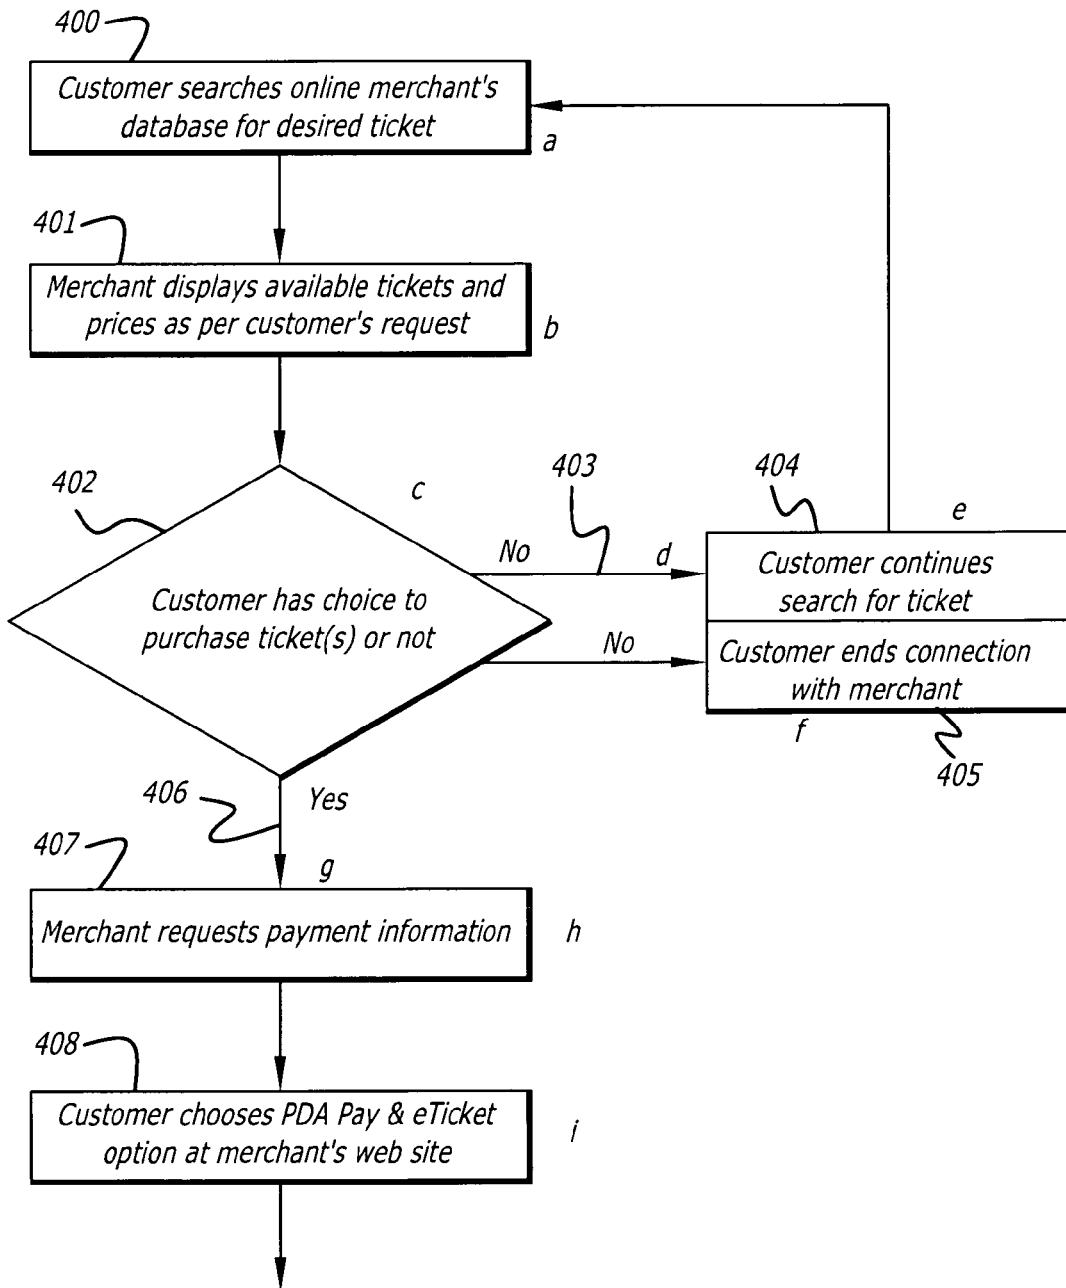 400
Customer searches online merchant's
database for desired ticket
a
401
Merchant displays available tickets and
prices as per customer's request
b
402
c
Customer has choice to
purchase ticket(s) or not
No
403
d
404
e
Customer continues
search for ticket
No
Customer ends connection
with merchant
f
405
406
Yes
g
407
Merchant requests payment information
h
408
Customer chooses PDA Pay & eTicket
option at merchant's web site
i